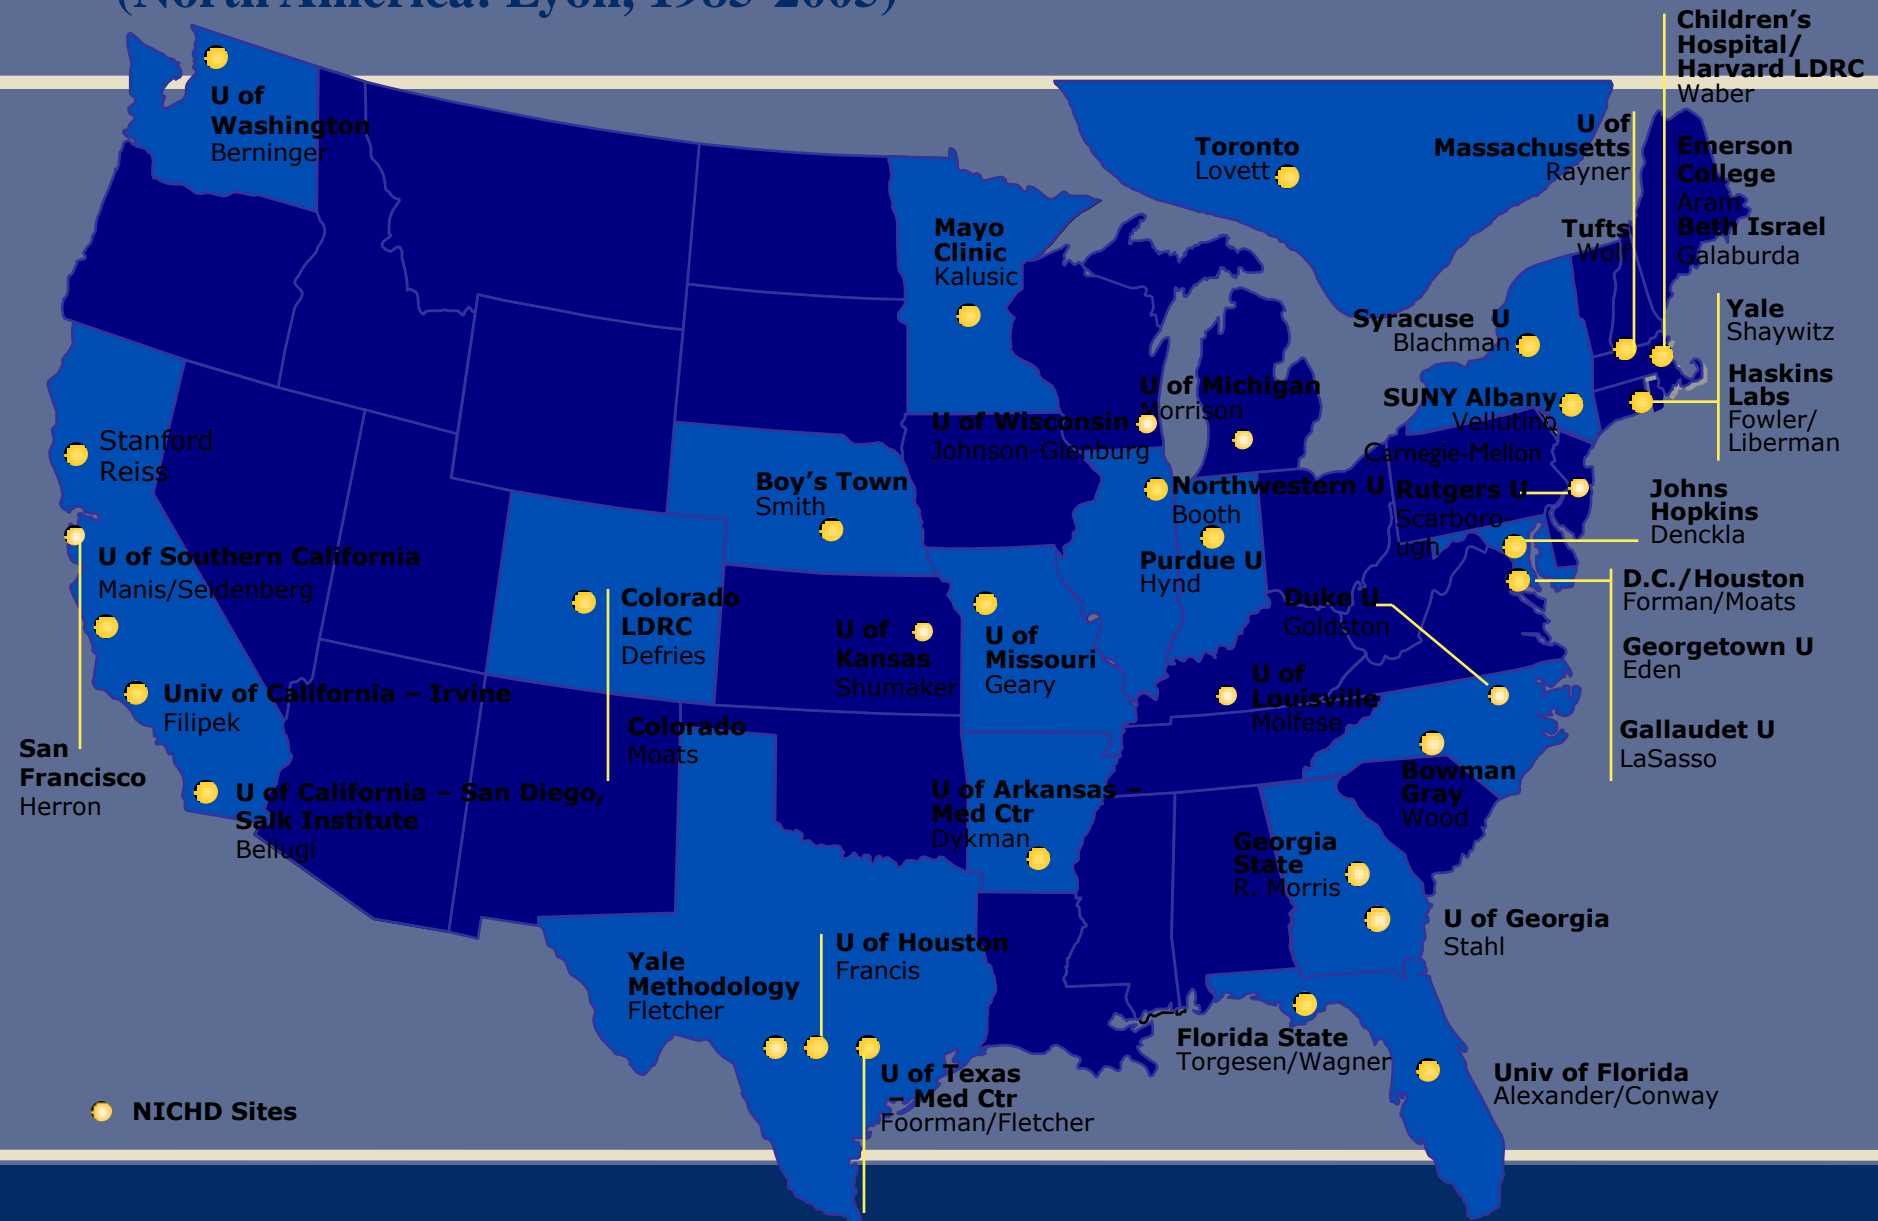 (North America: Lyon, 1985-2005)
Children’s
Hospital/
Harvard LDRC
Waber
U of
Washington
Berninger
U of
Massachusetts
Rayner
Toronto
Lovett
Emerson
College
Aram
Beth Israel
Galaburda
Tufts
Wolf
Mayo
Clinic
Kalusic
Yale
Shaywitz
Syracuse U
Blachman
Haskins
Labs
Fowler/
Liberman
U of Michigan
Morrison
SUNY Albany
Vellutino
U of Wisconsin
Johnson-Glenburg
Carnegie-Mellon
Stanford
Reiss
Boy’s Town
Smith
Northwestern U
Booth
Rutgers U
Scarboro
ugh
Johns
Hopkins
Denckla
Purdue U
Hynd
U of Southern California
Manis/Seidenberg
D.C./Houston
Forman/Moats
Duke U
Goldston
Colorado
LDRC
Defries
U of
Kansas
Shumaker
U of
Missouri
Geary
Georgetown U
Eden
U of
Louisville
Molfese
Univ of California – Irvine
Filipek
Colorado
Moats
Gallaudet U
LaSasso
San
Francisco
Herron
Bowman
Gray
Wood
U of California – San Diego,
Salk Institute
Bellugi
U of Arkansas –
Med Ctr
Dykman
Georgia
State
R. Morris
U of Georgia
Stahl
U of Houston
Francis
Yale
Methodology
Fletcher
Florida State
Torgesen/Wagner
U of Texas
– Med Ctr
Foorman/Fletcher
Univ of Florida
Alexander/Conway
NICHD Sites